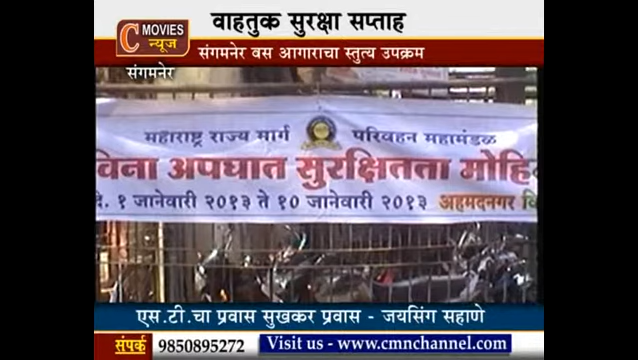 वाहतुक सुरक्षा सप्ताह
C MOVIES
न्यूज
संगमनेर वस आगाराचा स्तुत्य उपक्रम
संगमनेर
महाराष्ट्र राज्य मार्ग परिवहन महामंडळ
विना अपघात सुरक्षितता मोहि
दि. १ जानेवारी २०१३ ते १० जानेवारी २०१३ अहमदनगर वि
एस.टी.चा प्रवास सुखकर प्रवास - जयसिंग सहाणे
संपर्क 9850895272 Visit us - www.cmnchannel.com